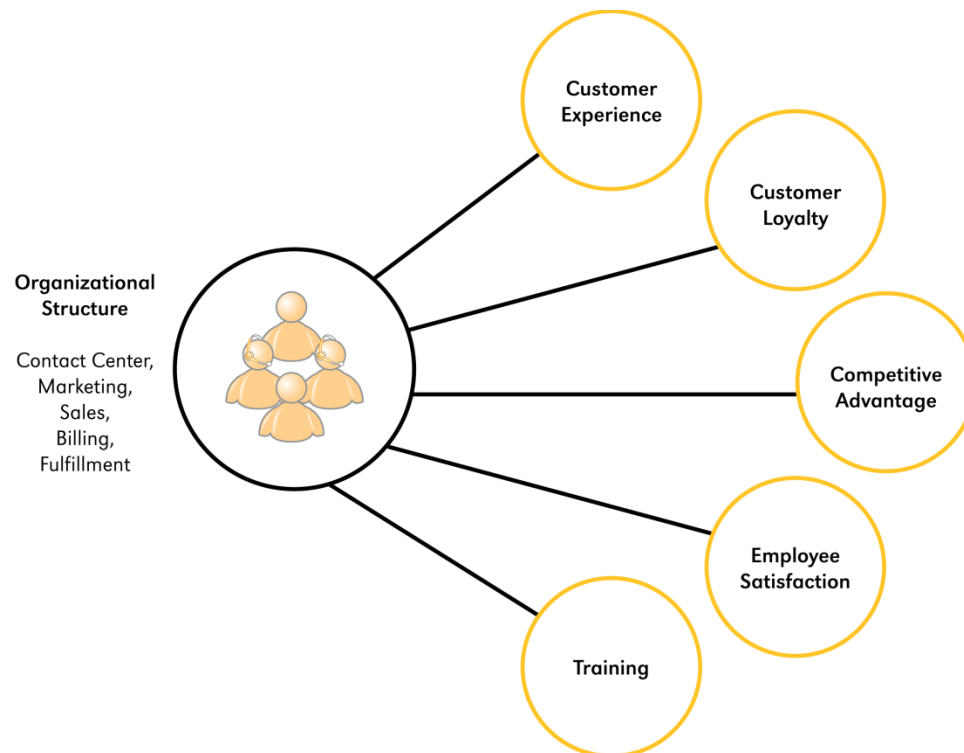 Customer
Experience
Customer
Loyalty
Organizational
Structure
Contact Center,
Marketing,
Sales,
Billing,
Fulfillment
Competitive
Advantage
Employee
Satisfaction
Training